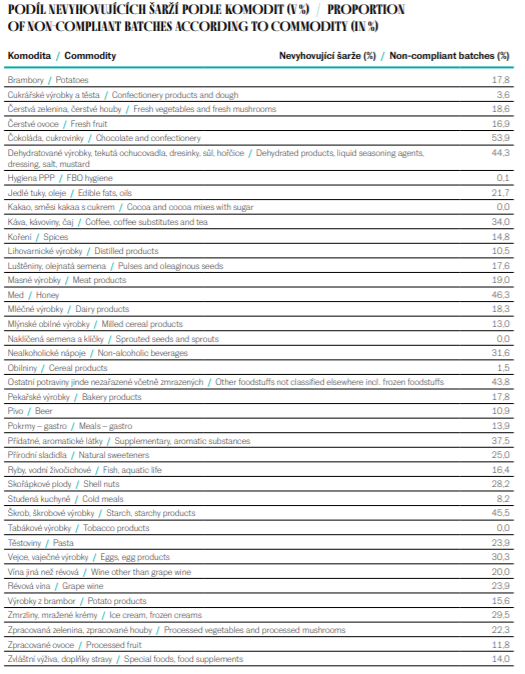 PODÍL NEVYHOVUJÍCÍCH ŠARŽÍ PODLE KOMODIT (V %) / PROPORTION
OF NON-COMPLIANT BATCHES ACCORDING TO COMMODITY (IN %)
Komodita / Commodity Nevyhovující šarže (%) / Non-compliant batches (%)
Brambory / Potatoes 17,8
Cukrářské výrobky a těsta / Confectionery products and dough 3,6
Čerstvá zelenina, čerstvé houby / Fresh vegetables and fresh mushrooms 18,6
Čerstvé ovoce / Fresh fruit 16,9
Čokoláda, cukrovinky / Chocolate and confectionery 53,9
Dehydratované výrobky, tekutá ochucovadla, dresinky, sůl, hořčice / Dehydrated products, liquid seasoning agents, 44,3
dressing, salt, mustard
Hygiena PPP / FBO hygiene 0,1
Jedlé tuky, oleje / Edible fats, oils 21,7
Kakao, směsi kakaa s cukrem / Cocoa and cocoa mixes with sugar 0,0
Káva, kávoviny, čaj / Coffee, coffee substitutes and tea 34,0
Koření / Spices 14,8
Lihovarnické výrobky / Distilled products 10,5
Luštěniny, olejnatá semena / Pulses and oleaginous seeds 17,6
Masné výrobky / Meat products 19,0
Med / Honey 46,3
Mléčné výrobky / Dairy products 18,3
Mlýnské obilné výrobky / Milled cereal products 13,0
Naklíčená semena a klíčky / Sprouted seeds and sprouts 0,0
Nealkoholické nápoje / Non-alcoholic beverages 31,6
Obilniny / Cereal products 1,5
Ostatní potraviny jinde nezařazené včetně zmrazených / Other foodstuffs not classified elsewhere incl. frozen foodstuffs 43,8
Pekařské výrobky / Bakery products 17,8
Pivo / Beer 10,9
Pokrmy – gastro / Meals – gastro 13,9
Přídatné, aromatické látky / Supplementary, aromatic substances 37,5
Přírodní sladidla / Natural sweeteners 25,0
Ryby, vodní živočichové / Fish, aquatic life 16,4
Skořápkové plody / Shell nuts 28,2
Studená kuchyně / Cold meals 8,2
Škrob, škrobové výrobky / Starch, starchy products 45,5
Tabákové výrobky / Tobacco products 0,0
Těstoviny / Pasta 23,9
Vejce, vaječné výrobky / Eggs, egg products 30,3
Vína jiná než révová / Wine other than grape wine 20,0
Révová vína / Grape wine 23,9
Výrobky z brambor / Potato products 15,6
Zmrzliny, mražené krémy / Ice cream, frozen creams 29,5
Zpracovaná zelenina, zpracované houby / Processed vegetables and processed mushrooms 22,3
Zpracované ovoce / Processed fruit 11,8
Zvláštní výživa, doplňky stravy / Special foods, food supplements 14,0